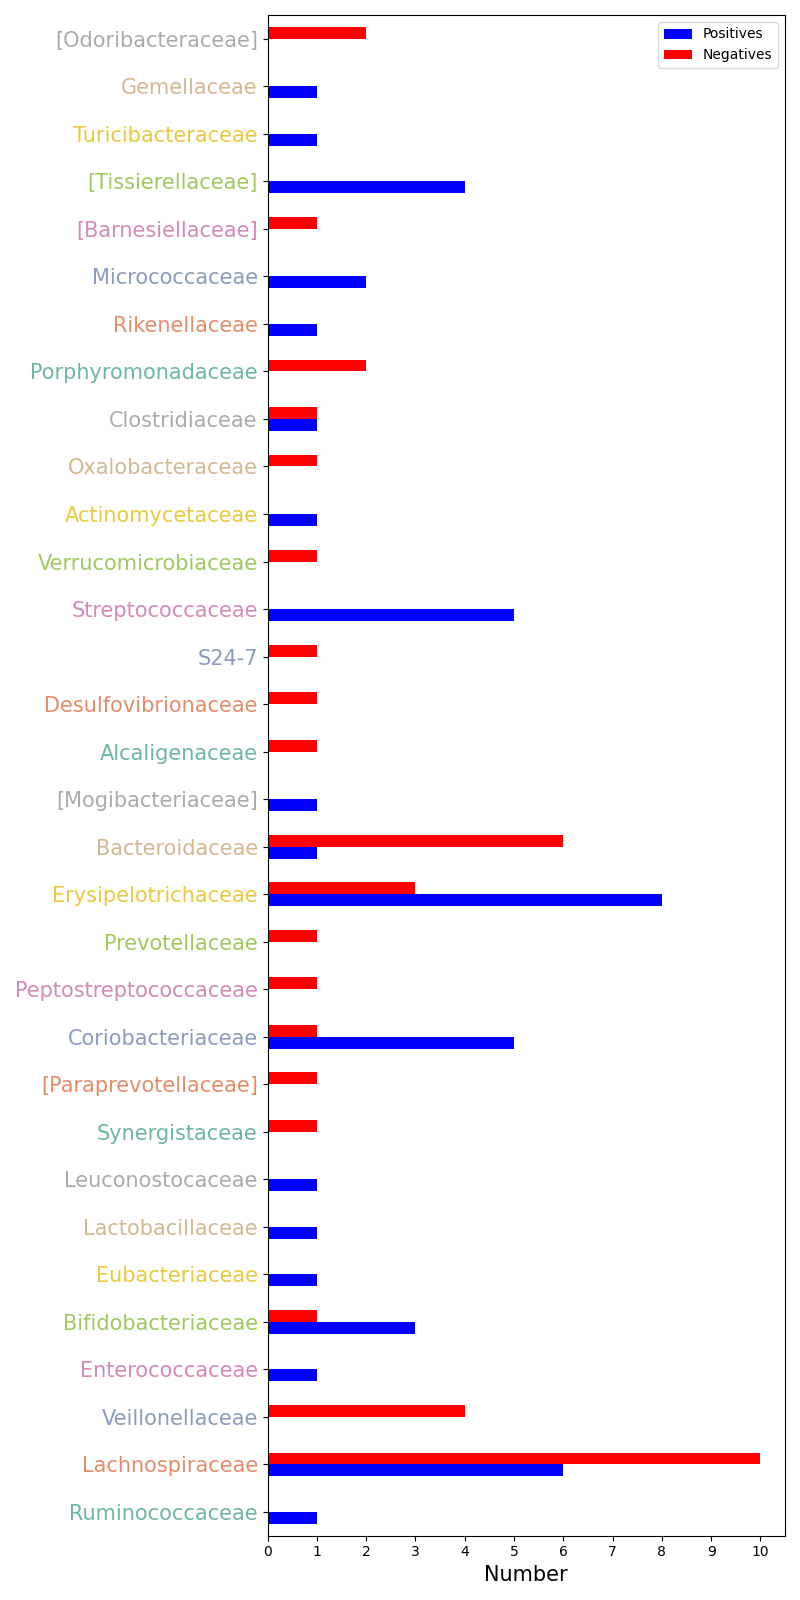 [Odoribacteraceae]
Gemellaceae
Turicibacteraceae
[Tissierellaceae]
[Barnesiellaceae]
Micrococcaceae
Rikenellaceae
Porphyromonadaceae
Clostridiaceae
Oxalobacteraceae
Actinomycetaceae
Verrucomicrobiaceae
Streptococcaceae
S24-7
Desulfovibrionaceae
Alcaligenaceae
[Mogibacteriaceae]
Bacteroidaceae
Erysipelotrichaceae
Prevotellaceae
Peptostreptococcaceae
Coriobacteriaceae
[Paraprevotellaceae]
Synergistaceae
Leuconostocaceae
Lactobacillaceae
Eubacteriaceae
Bifidobacteriaceae
Enterococcaceae
Veillonellaceae
Lachnospiraceae
Ruminococcaceae
Positives
Negatives
0 1 2 3 4 5 6 7 8 9 10
Number